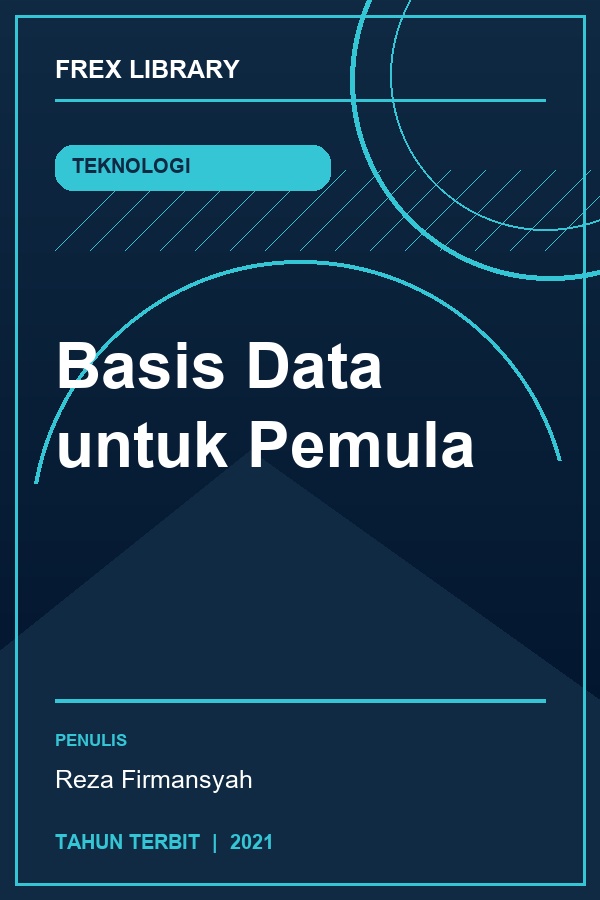 FREX LIBRARY
TEKNOLOGI
Basis Data
untuk Pemula
PENULIS
Reza Firmansyah
TAHUN TERBIT | 2021